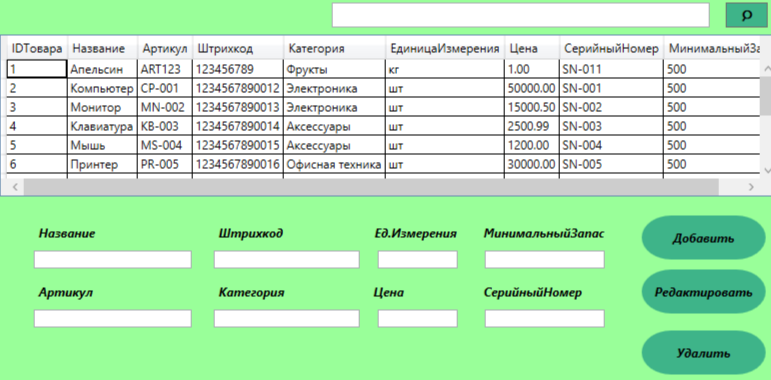 IDТовара Название Артикул Штрихкод Категория ЕдиницаИзмерения Цена СерийныйНомер МинимальныйЗа
1 Апельсин ART123 123456789 Фрукты кг 1.00 SN-011 500
2 Компьютер CP-001 1234567890012 Электроника шт 50000.00 SN-001 500
3 Монитор MN-002 1234567890013 Электроника шт 15000.50 SN-002 500
4 Клавиатура KB-003 1234567890014 Аксессуары шт 2500.99 SN-003 500
5 Мышь MS-004 1234567890015 Аксессуары шт 1200.00 SN-004 500
6 Принтер PR-005 1234567890016 Офисная техника шт 30000.00 SN-005 500
Название Штрихкод Ед.Измерения МинимальныйЗапас Добавить
Артикул Категория Цена СерийныйНомер Редактировать
Удалить